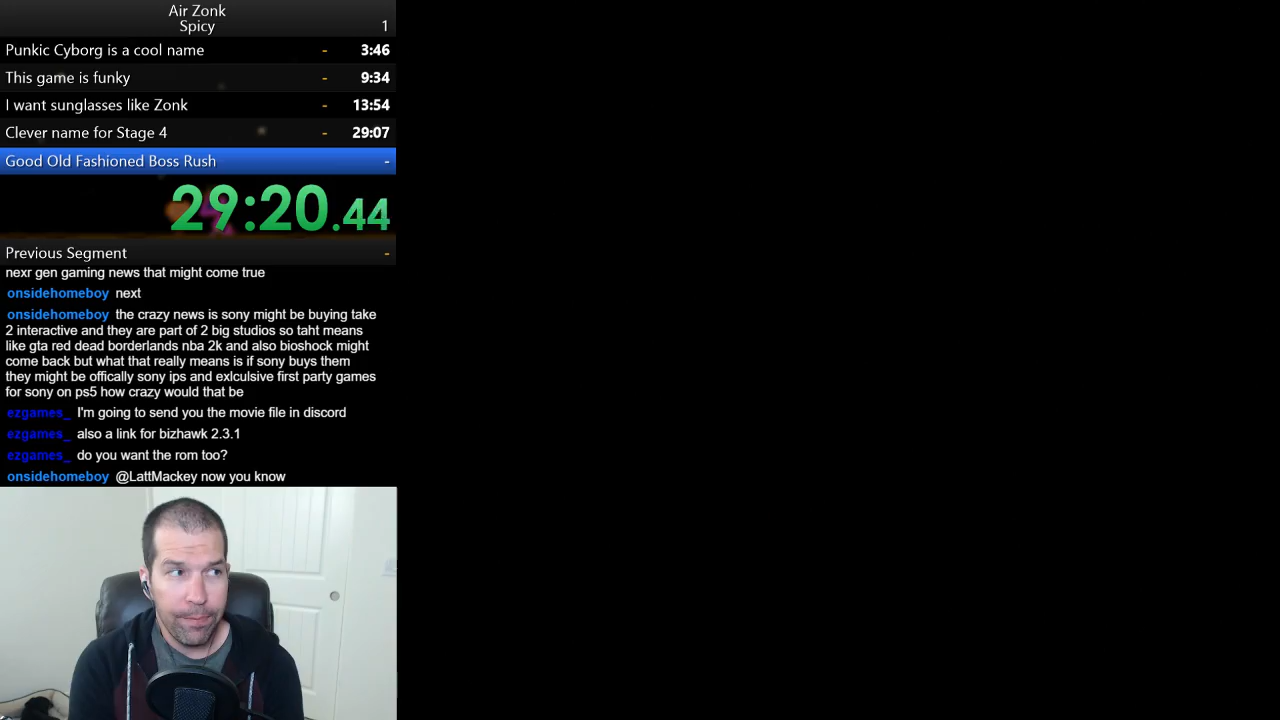 Air Zonk
Spicy 1
Punkic Cyborg is a cool name - 3:46
This game is funky - 9:34
I want sunglasses like Zonk - 13:54
Clever name for Stage 4 - 29:07
Good Old Fashioned Boss Rush -
29:20.44
Previous Segment -
nexr gen gaming news that might come true
onsidehomeboy next
onsidehomeboy the crazy news is sony might be buying take
2 interactive and they are part of 2 big studios so taht means
like gta red dead borderlands nba 2k and also bioshock might
come back but what that really means is if sony buys them
they might be offically sony ips and exlculsive first party games
for sony on ps5 how crazy would that be
ezgames_ I'm going to send you the movie file in discord
ezgames_ also a link for bizhawk 2.3.1
ezgames_ do you want the rom too?
onsidehomeboy @LattMackey now you know